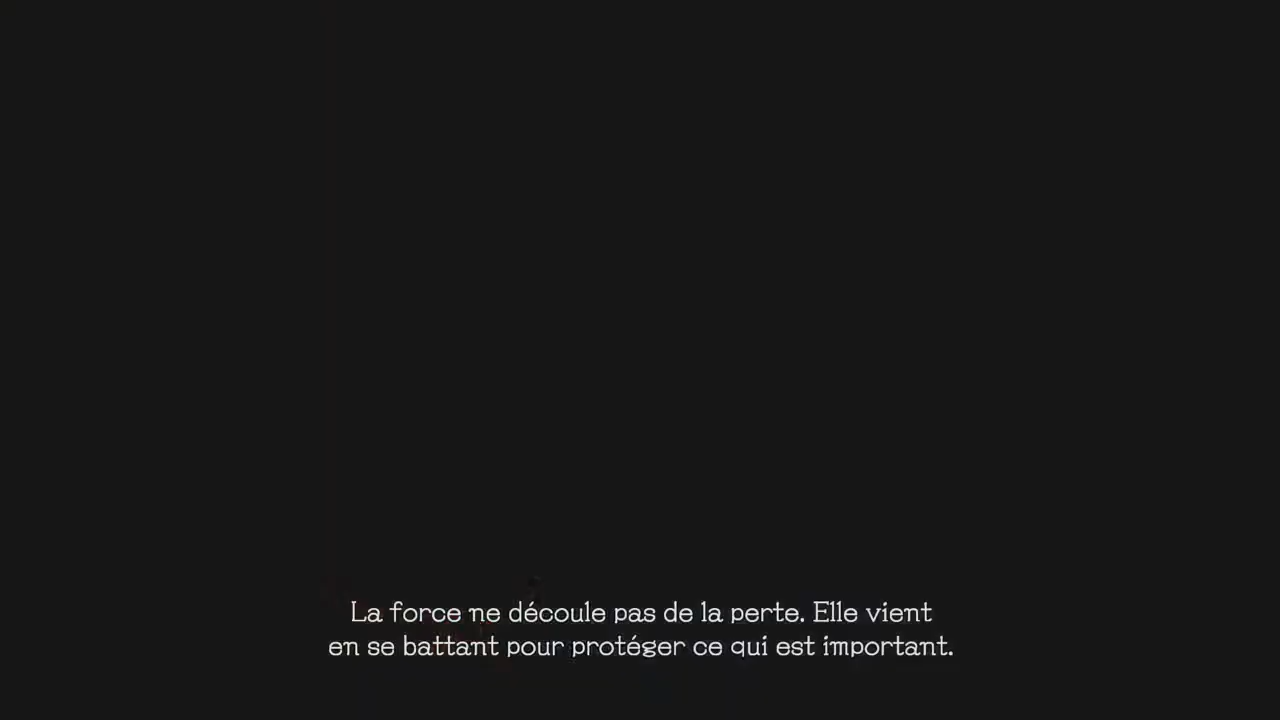 La force ne découle pas de la perte. Elle vient
en se battant pour protéger ce qui est important.